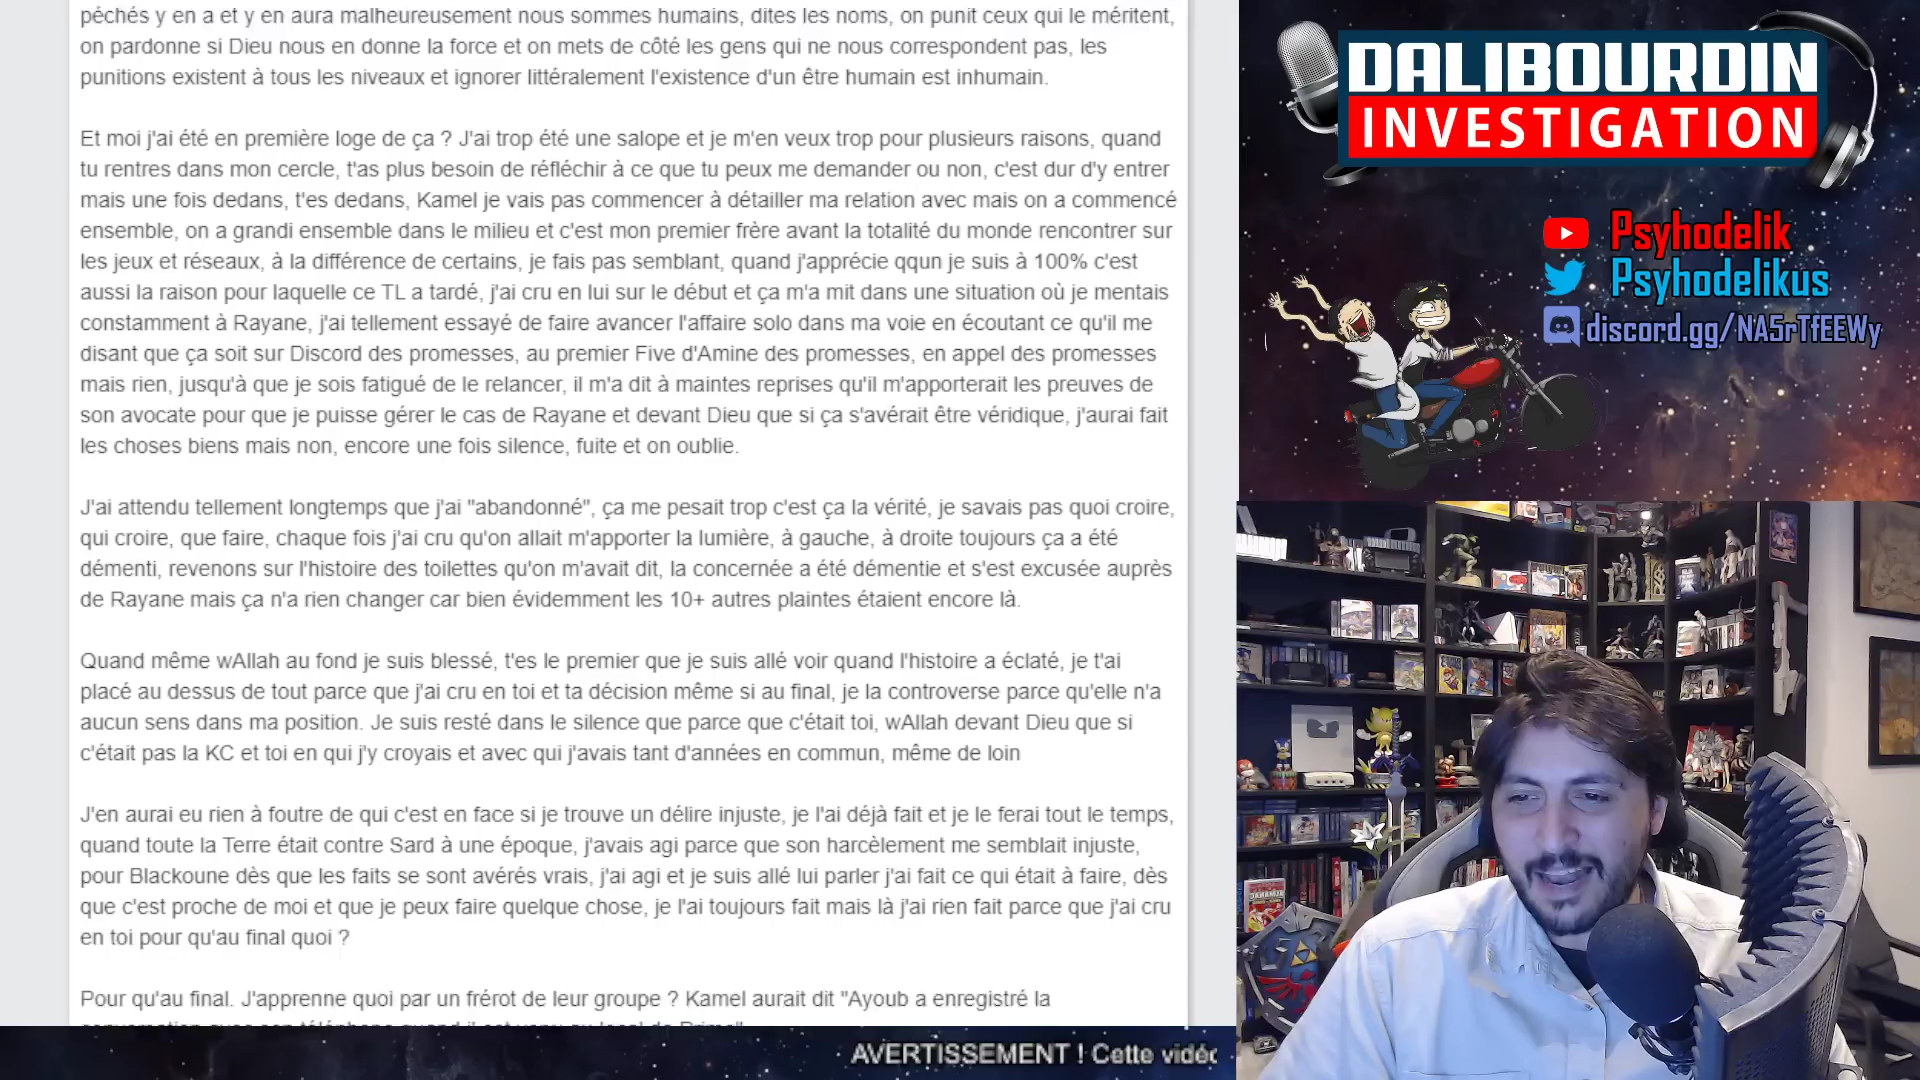 péchés y en a et y en aura malheureusement nous sommes humains, dites les noms, on punit ceux qui le méritent,
on pardonne si Dieu nous en donne la force et on mets de côté les gens qui ne nous correspondent pas, les
punitions existent à tous les niveaux et ignorer littéralement l'existence d'un être humain est inhumain.
Et moi j'ai été en première loge de ça ? J'ai trop été une salope et je m'en veux trop pour plusieurs raisons, quand
tu rentres dans mon cercle, t'as plus besoin de réfléchir à ce que tu peux me demander ou non, c'est dur d'y entrer
mais une fois dedans, t'es dedans, Kamel je vais pas commencer à détailler ma relation avec mais on a commencé
ensemble, on a grandi ensemble dans le milieu et c'est mon premier frère avant la totalité du monde rencontrer sur
les jeux et réseaux, à la différence de certains, je fais pas semblant, quand j'apprécie qqun je suis à 100% c'est
aussi la raison pour laquelle ce TL a tardé, j'ai cru en lui sur le début et ça m'a mit dans une situation où je mentais
constamment à Rayane, j'ai tellement essayé de faire avancer l'affaire solo dans ma voie en écoutant ce qu'il me
disant que ça soit sur Discord des promesses, au premier Five d'Amine des promesses, en appel des promesses
mais rien, jusqu'à que je sois fatigué de le relancer, il m'a dit à maintes reprises qu'il m'apporterait les preuves de
son avocate pour que je puisse gérer le cas de Rayane et devant Dieu que si ça s'avérait être véridique, j'aurai fait
les choses biens mais non, encore une fois silence, fuite et on oublie.
J'ai attendu tellement longtemps que j'ai "abandonné", ça me pesait trop c'est ça la vérité, je savais pas quoi croire,
qui croire, que faire, chaque fois j'ai cru qu'on allait m'apporter la lumière, à gauche, à droite toujours ça a été
démenti, revenons sur l'histoire des toilettes qu'on m'avait dit, la concernée a été démentie et s'est excusée auprès
de Rayane mais ça n'a rien changer car bien évidemment les 10+ autres plaintes étaient encore là.
Quand même wAllah au fond je suis blessé, t'es le premier que je suis allé voir quand l'histoire a éclaté, je t'ai
placé au dessus de tout parce que j'ai cru en toi et ta décision même si au final, je la controverse parce qu'elle n'a
aucun sens dans ma position. Je suis resté dans le silence que parce que c'était toi, wAllah devant Dieu que si
c'était pas la KC et toi en qui j'y croyais et avec qui j'avais tant d'années en commun, même de loin
J'en aurai eu rien à foutre de qui c'est en face si je trouve un délire injuste, je l'ai déjà fait et je le ferai tout le temps,
quand toute la Terre était contre Sard à une époque, j'avais agi parce que son harcèlement me semblait injuste,
pour Blackoune dès que les faits se sont avérés vrais, j'ai agi et je suis allé lui parler j'ai fait ce qui était à faire, dès
que c'est proche de moi et que je peux faire quelque chose, je l'ai toujours fait mais là j'ai rien fait parce que j'ai cru
en toi pour qu'au final quoi ?
Pour qu'au final. J'apprenne quoi par un frérot de leur groupe ? Kamel aurait dit "Ayoub a enregistré la
AVERTISSEMENT ! Cette vidéo
DALIBOURDIN
INVESTIGATION
Psyhodelik
Psyhodelikus
discord.gg/NA5rTfEEWy